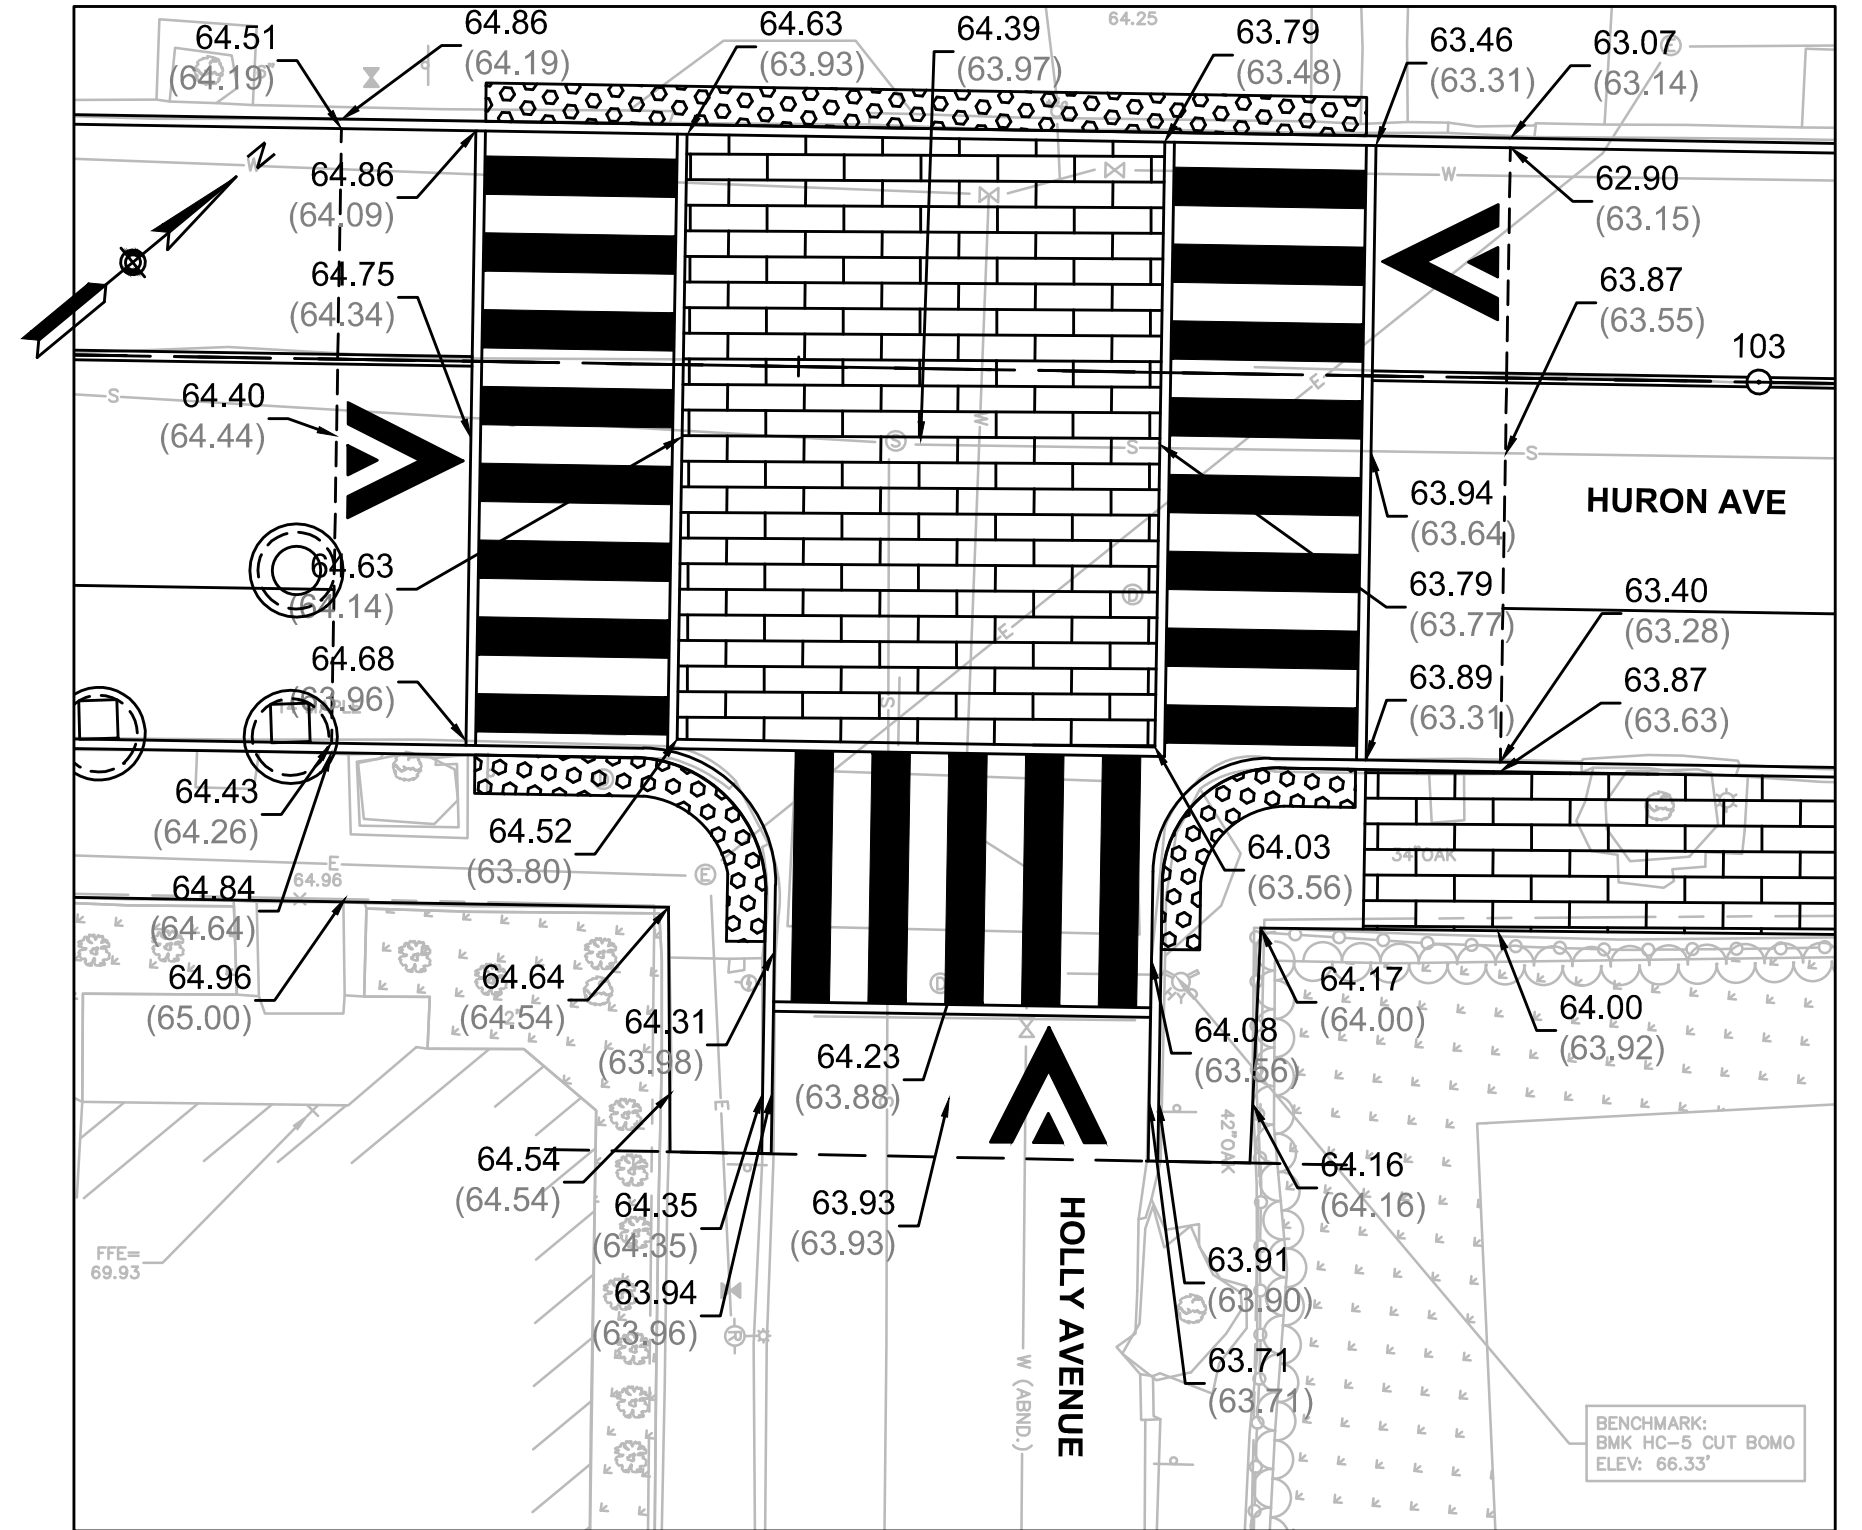 64.25
64.51
(64.19)
64.86
(64.19)
64.63
(63.93)
64.39
(63.97)
63.79
(63.48)
63.46
(63.31)
63.07
(63.14)
N
W
W
64.86
(64.09)
62.90
(63.15)
64.75
(64.34)
63.87
(63.55)
103
E
S
64.40
(64.44)
W
S
S
S
63.94
(63.64)
HURON AVE
64.63
(64.14)
D
E
63.79
(63.77)
63.40
(63.28)
64.68
(63.96)
S
63.89
(63.31)
63.87
(63.63)
64.43
(64.26)
64.52
(63.80)
64.03
(63.56)
34"OAK
E
64.96
E
64.84
(64.64)
64.96
(65.00)
64.64
(64.54)
64.31
(63.98)
D
64.17
(64.00)
64.00
(63.92)
64.23
(63.88)
64.08
(63.56)
E
S
42"OAK
64.54
(64.54)
64.35
(64.35)
63.93
(63.93)
64.16
(64.16)
HOLLY AVENUE
FFE=
69.93
63.94
(63.96)
R
63.91
(63.90)
63.71
(63.71)
W (ABND.)
BENCHMARK:
BMK HC-5 CUT BOMO
ELEV: 66.33'